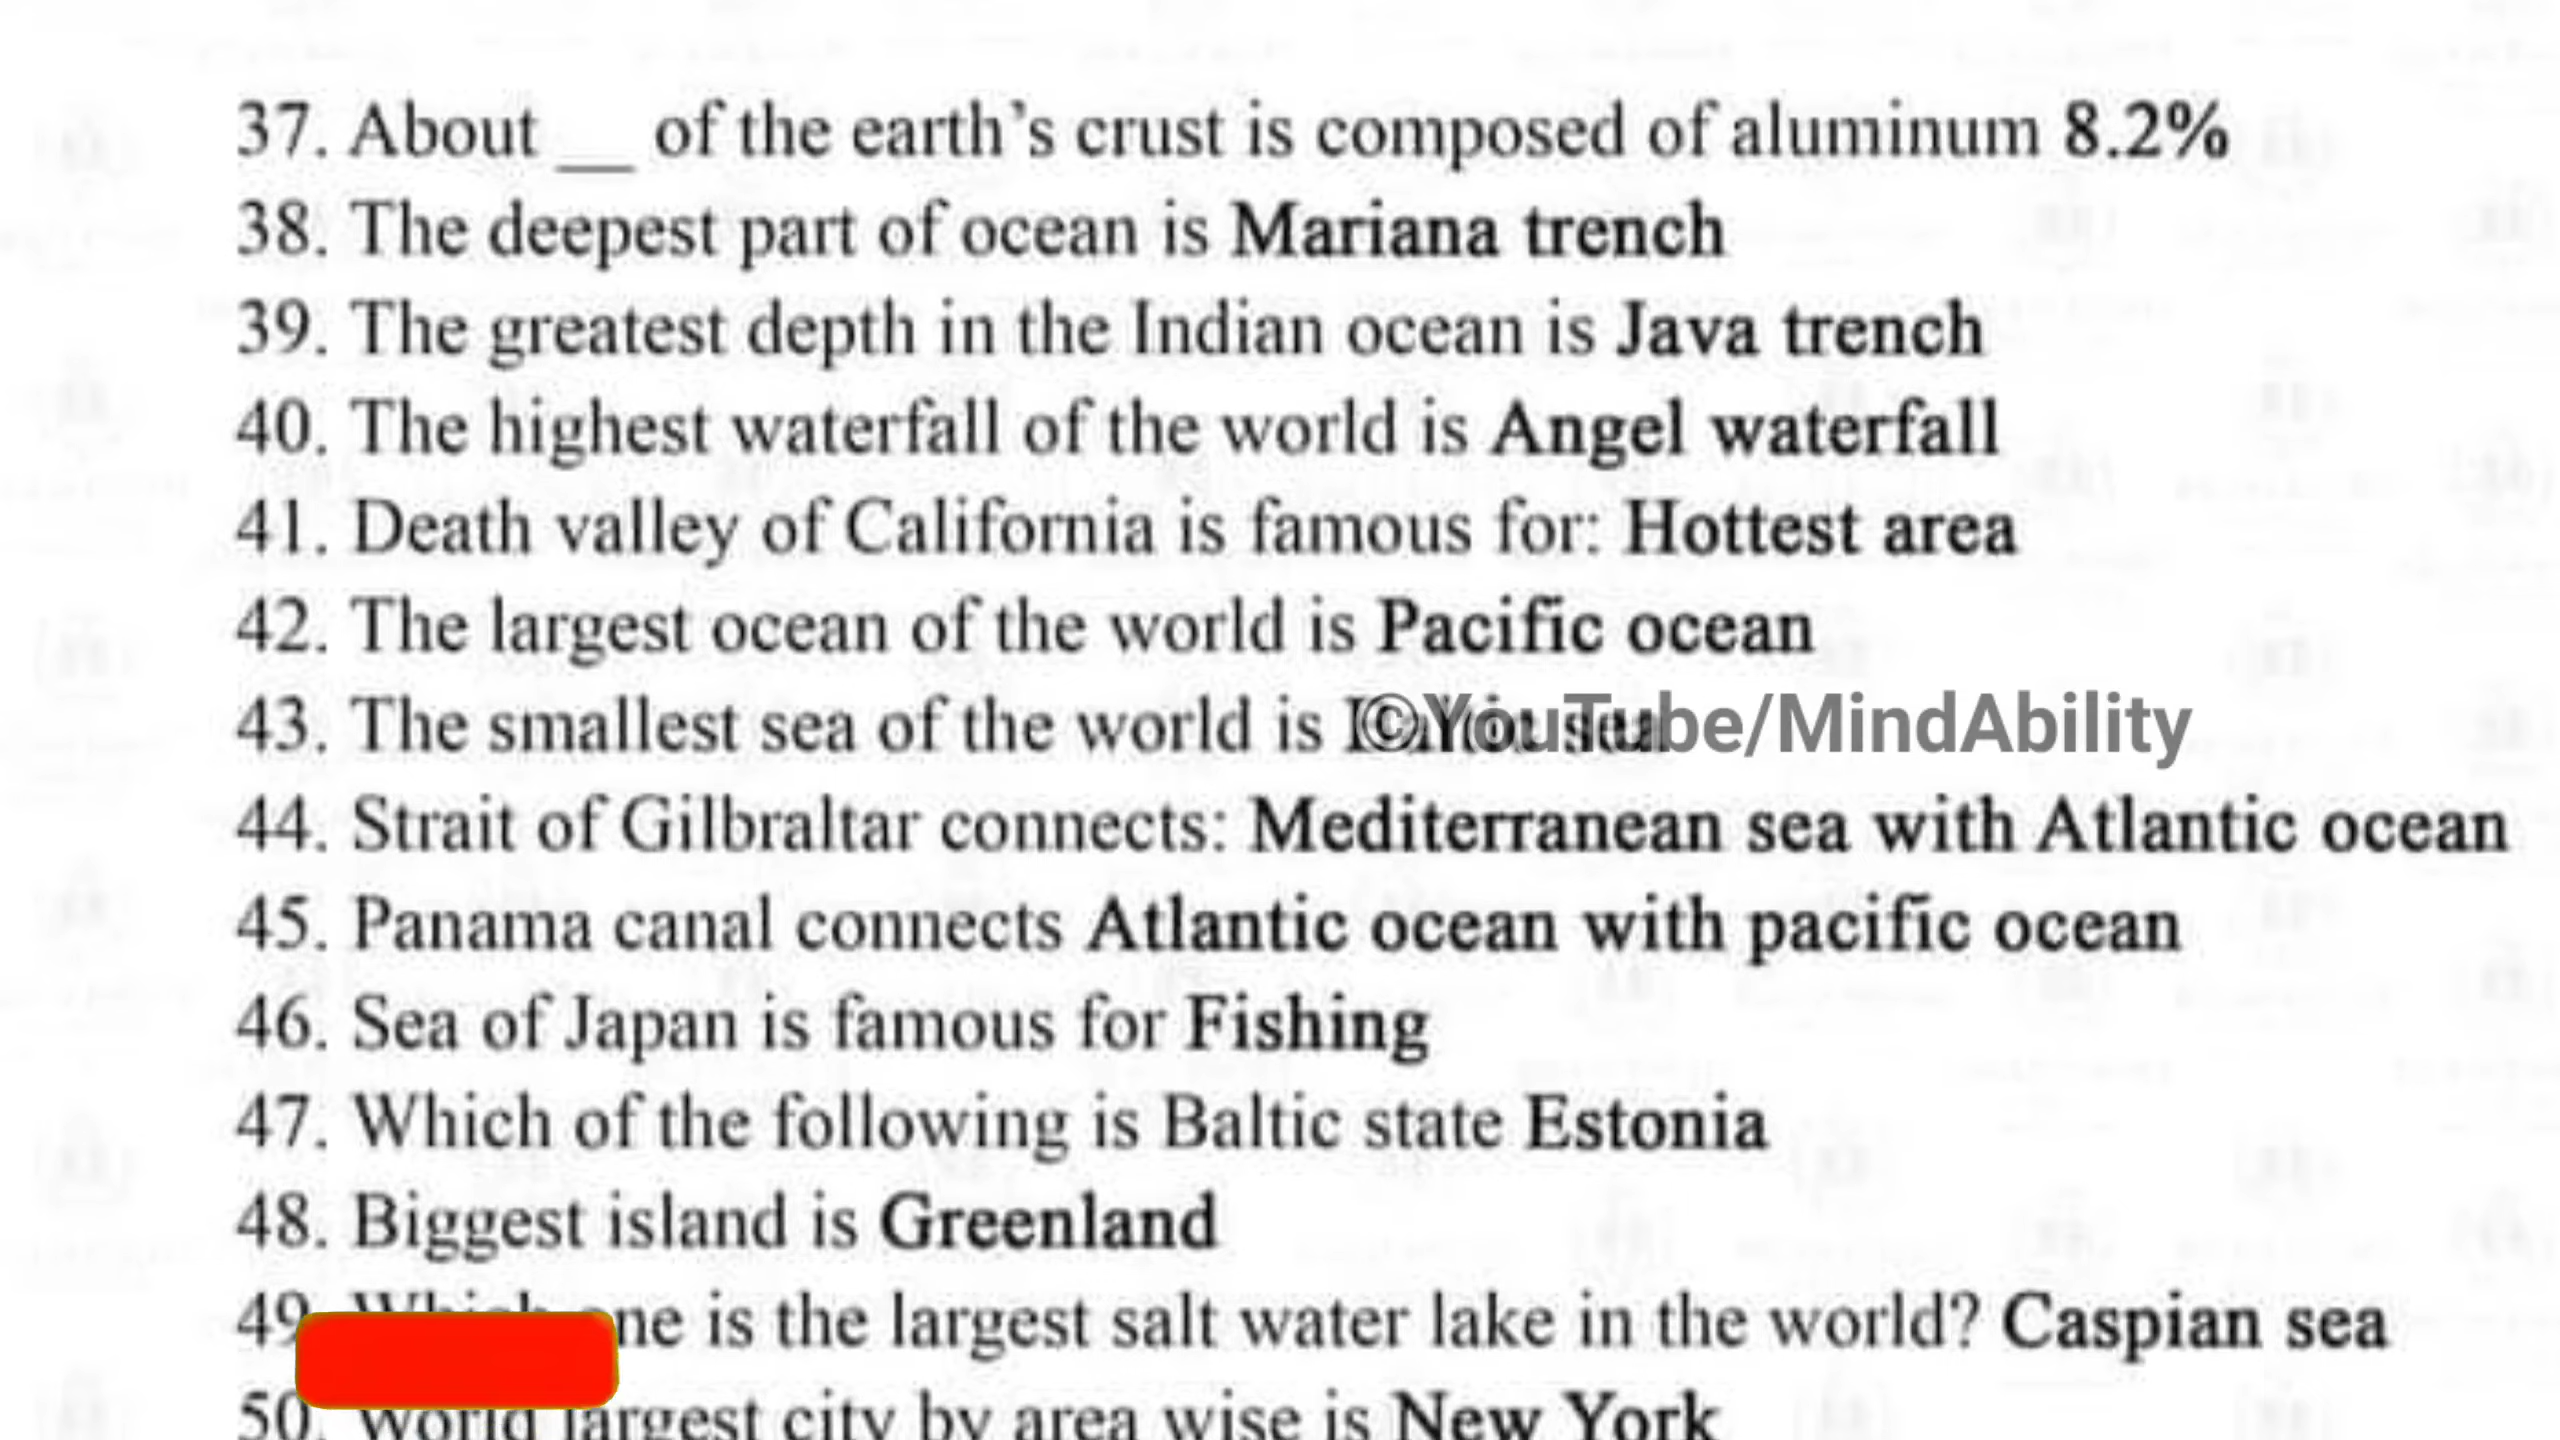 37. About __ of the earth's crust is composed of aluminum 8.2%
38. The deepest part of ocean is Mariana trench
39. The greatest depth in the Indian ocean is Java trench
40. The highest waterfall of the world is Angel waterfall
41. Death valley of California is famous for: Hottest area
42. The largest ocean of the world is Pacific ocean
43. The smallest sea of the world is sea
©YouTube/MindAbility
44. Strait of Gilbraltar connects: Mediterranean sea with Atlantic ocean
45. Panama canal connects Atlantic ocean with pacific ocean
46. Sea of Japan is famous for Fishing
47. Which of the following is Baltic state Estonia
48. Biggest island is Greenland
49. is the largest salt water lake in the world? Caspian sea
50. World largest city by area wise is New York